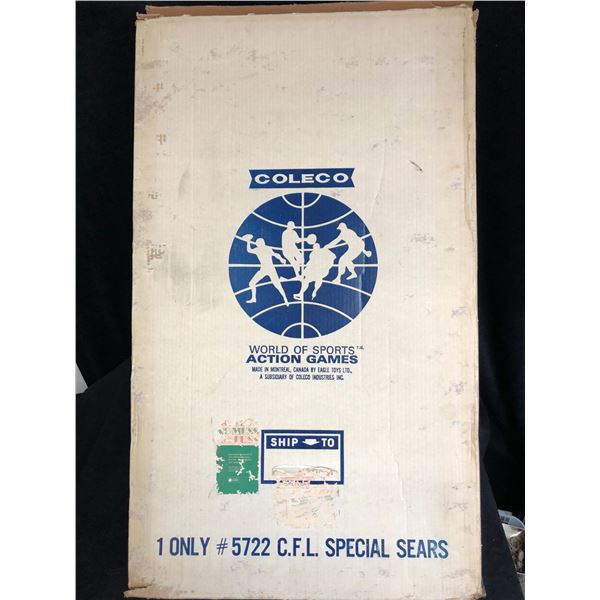 COLECO
WORLD OF SPORTS™
ACTION GAMES
MADE IN MONTREAL, CANADA BY EAGLE TOYS LTD.,
A SUBSIDIARY OF COLECO INDUSTRIES INC.
SHIP TO
1 ONLY # 5722 C.F.L. SPECIAL SEARS